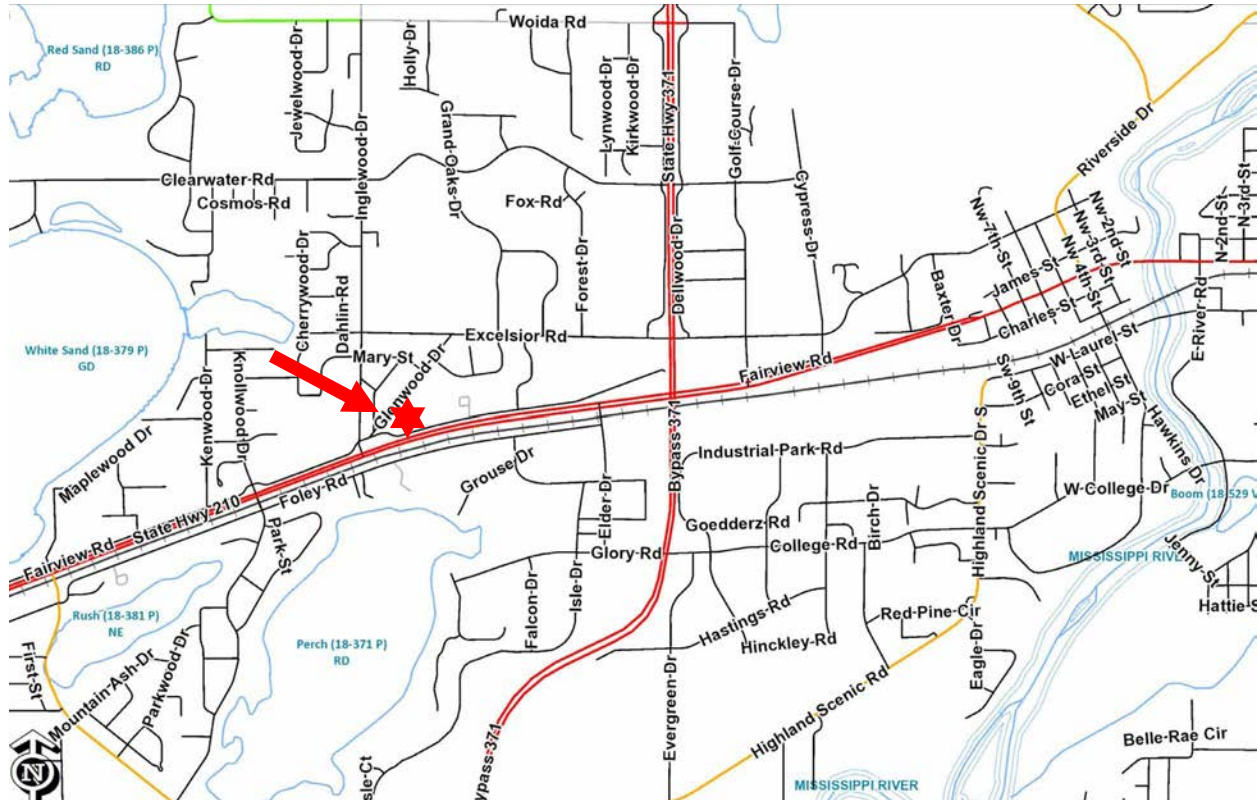 Woida Rd
Red Sand (18-386 P)
RD
Jewelwood-Dr
Holly-Dr
Lynwood-Dr
Kirkwood-Dr
State Hwy 371
Golf-Course-Dr
Riverside Dr
Inglewood-Dr
Grand-Oaks-Dr
Clearwater-Rd
Cosmos-Rd
Fox-Rd
Cypress-Dr
Nw-7th-St
Nw-2nd-St
Nw-3rd-St
Nw-4th-St
N-2nd-St
N-3rd-St
Cherrywood-Dr
Dahlin-Rd
Forest-Dr
Dellwood-Dr
James-St
Baxter Dr
Charles-St
E-River-Rd
Excelsior Rd
White Sand (18-379 P)
GD
Mary-St
Glenwood-Dr
Fairview-Rd
W-Laurel-St
Kenwood-Dr
Knollwood-Dr
Sw-9th St
Cora-St
Ethel-St
May-St
Hawkins Dr
Maplewood Dr
Bypass-371
Industrial-Park-Rd
Highland-Scenic-Dr-S
Foley-Rd
Grouse-Dr
State Hwy 210
W-College-Dr
Elder-Dr
Birch-Dr
Goedderz-Rd
Fairview-Rd
Park-St
Glory-Rd
College-Rd
MISSISSIPPI
Jenny-St
Rush (18-381 P)
NE
Falcon-Dr
Isle-Dr
Hastings-Rd
Hinckley-Rd
Red-Pine-Cir
Perch (18-371 P)
RD
First-St
Mountain-Ash-Dr
Parkwood-Dr
Evergreen-Dr
Eagle-Dr
Highland Scenic Rd
Belle-Rae Cir
sle-Ct
ypass-371
MISSISSIPPI RIVER
N